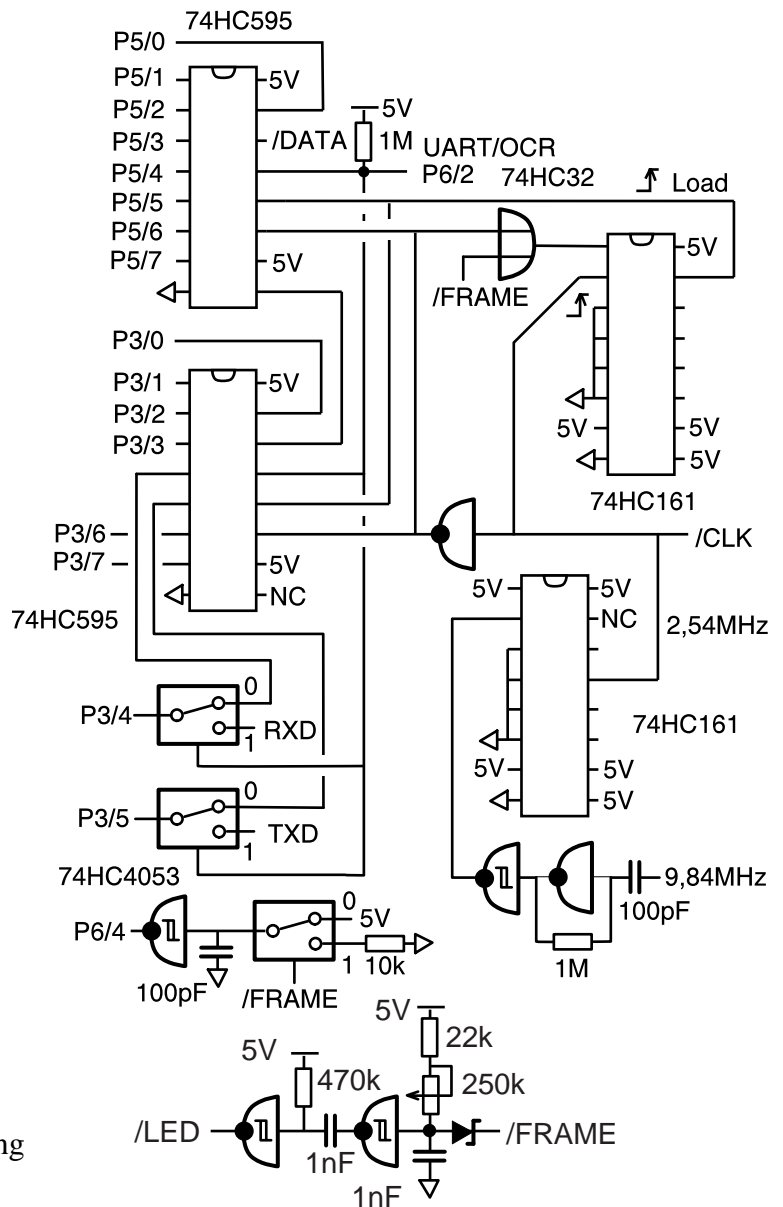 74HC595
P5/0
P5/1
5V
P5/2
5V
P5/3
/DATA
1M
UART/OCR
P5/4
P6/2
74HC32
Load
P5/5
P5/6
5V
P5/7
5V
/FRAME
P3/0
P3/1
5V
P3/2
P3/3
5V
5V
5V
74HC161
P3/6
/CLK
P3/7
5V
5V
5V
NC
NC
74HC595
2,54MHz
0
P3/4
RXD
1
74HC161
5V
5V
0
5V
P3/5
TXD
1
74HC4053
9,84MHz
0
5V
100pF
P6/4
1
10k
1M
100pF
/FRAME
5V
22k
5V
470k
250k
/LED
/FRAME
ng
1nF
1nF